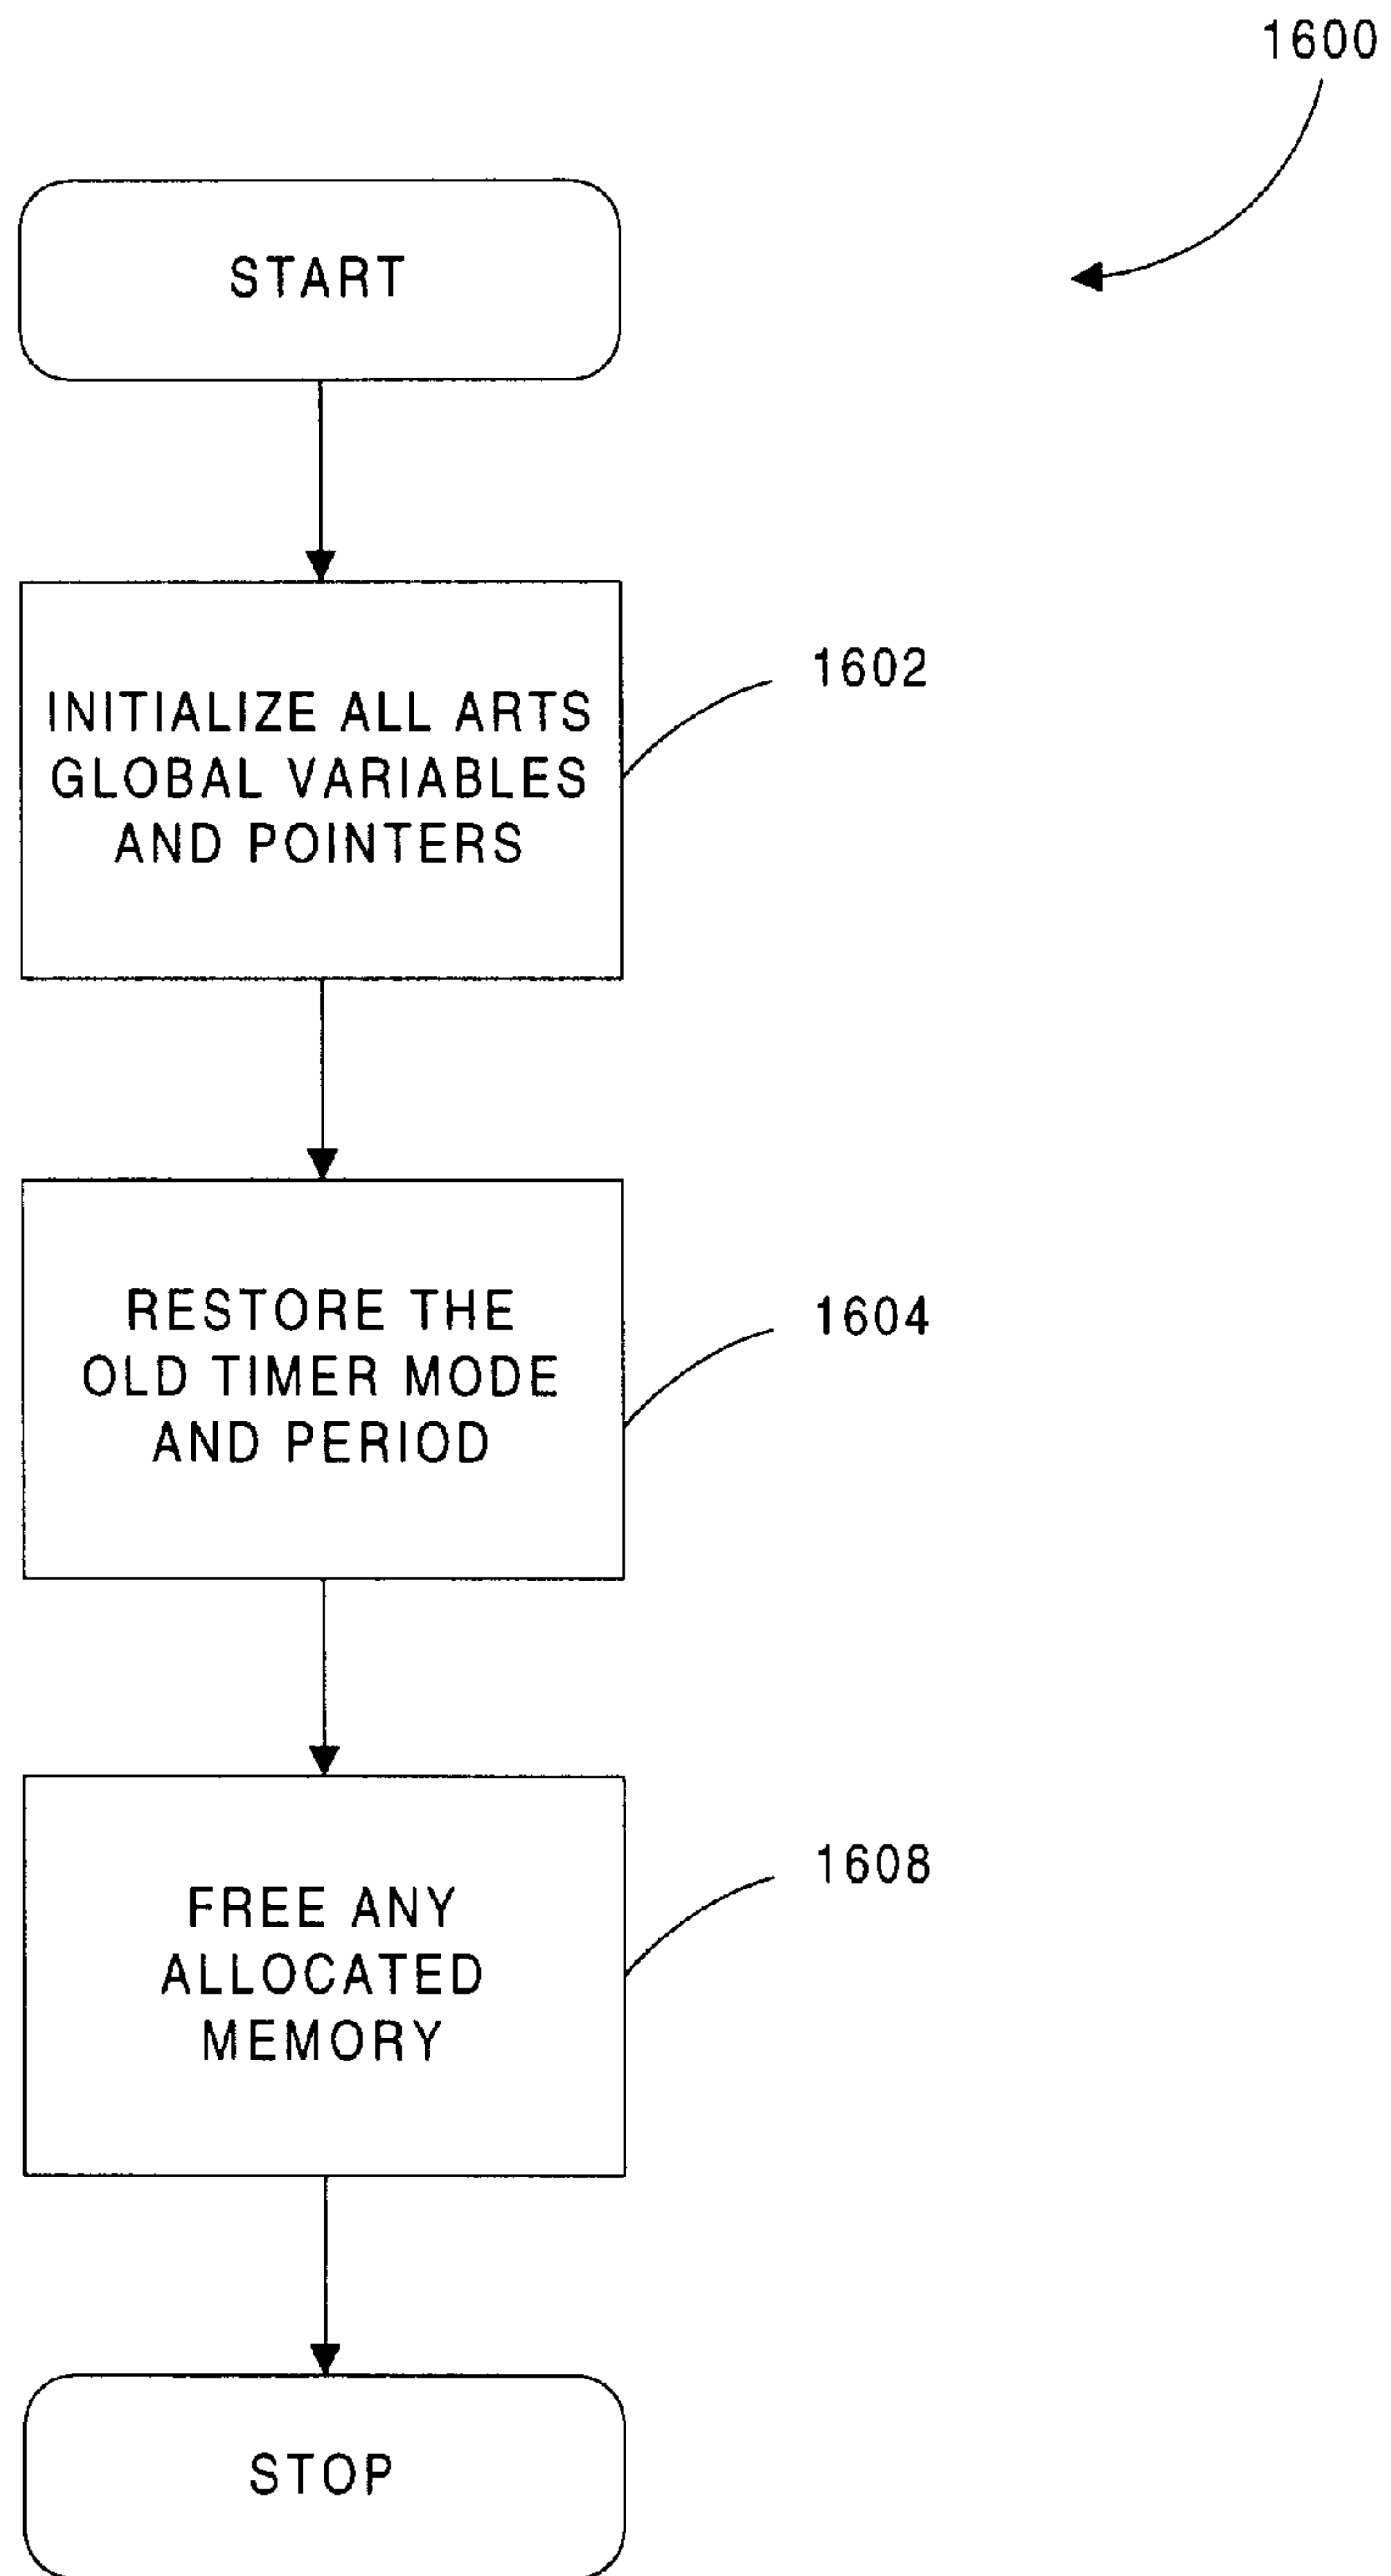 1600
START
INITIALIZE ALL ARTS
GLOBAL VARIABLES
AND POINTERS
1602
RESTORE THE
OLD TIMER MODE
AND PERIOD
1604
FREE ANY
ALLOCATED
MEMORY
1608
STOP